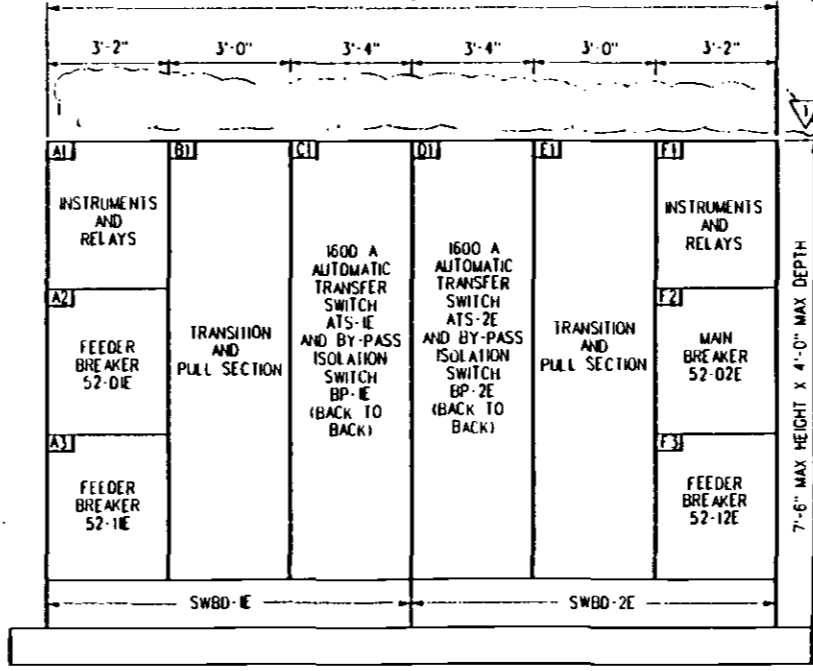 3'-2" 3'-0" 3'-4" 3'-4" 3'-0" 3'-2"
1
A1 B1 C1 D1 E1 F1
INSTRUMENTS
AND
RELAYS
A2
FEEDER
BREAKER
52-01E
A3
FEEDER
BREAKER
52-11E
TRANSITION
AND
PULL SECTION
1600 A
AUTOMATIC
TRANSFER
SWITCH
ATS-1E
AND BY-PASS
ISOLATION
SWITCH
BP-1E
(BACK TO
BACK)
1600 A
AUTOMATIC
TRANSFER
SWITCH
ATS-2E
AND BY-PASS
ISOLATION
SWITCH
BP-2E
(BACK TO
BACK)
TRANSITION
AND
PULL SECTION
INSTRUMENTS
AND
RELAYS
F2
MAIN
BREAKER
52-02E
F3
FEEDER
BREAKER
52-12E
7'-6" MAX HEIGHT X 4'-0" MAX DEPTH
SWBD-1E SWBD-2E